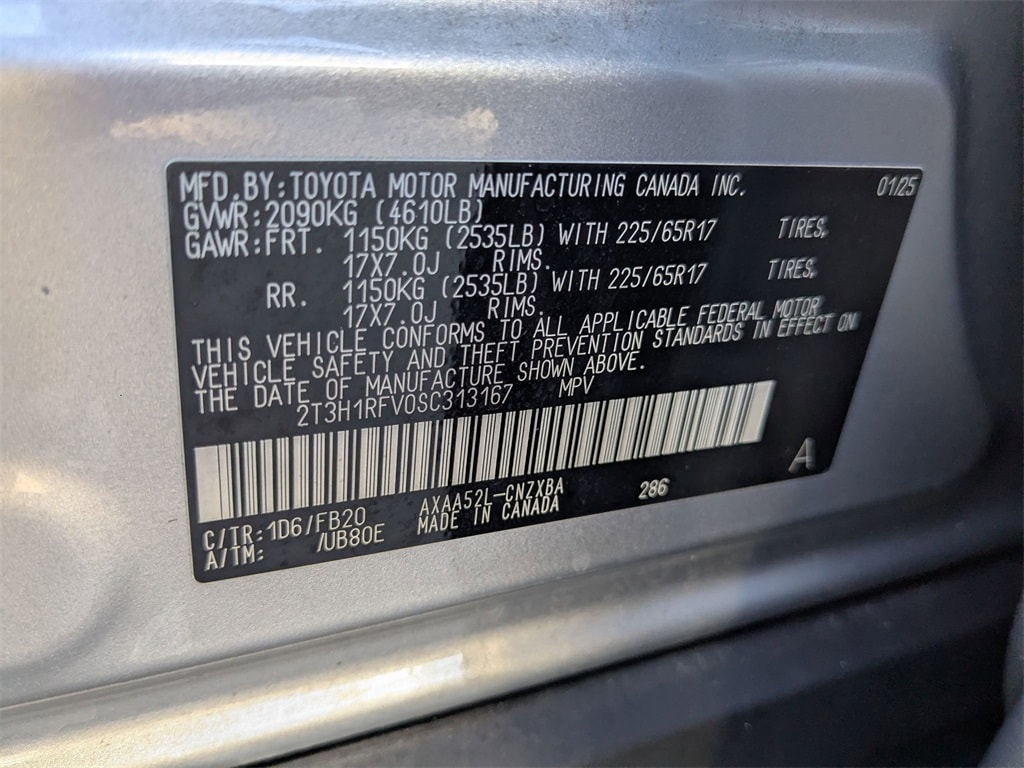 MFD.BY:TOYOTA MOTOR MANUFACTURING CANADA INC. 01/25
GVWR:2090KG (4610LB)
GAWR:FRT. 1150KG (2535LB) WITH 225/65R17 TIRES,
17X7.0J RIMS.
RR. 1150KG (2535LB) WITH 225/65R17 TIRES,
17X7.0J RIMS.
THIS VEHICLE CONFORMS TO ALL APPLICABLE FEDERAL MOTOR
VEHICLE SAFETY AND THEFT PREVENTION STANDARDS IN EFFECT ON
THE DATE OF MANUFACTURE SHOWN ABOVE.
2T3H1RFV0SC313167 MPV
A
C/TR:1D6/FB20 AXAA52L-CNZXBA 286
A/TM: /UB80E MADE IN CANADA